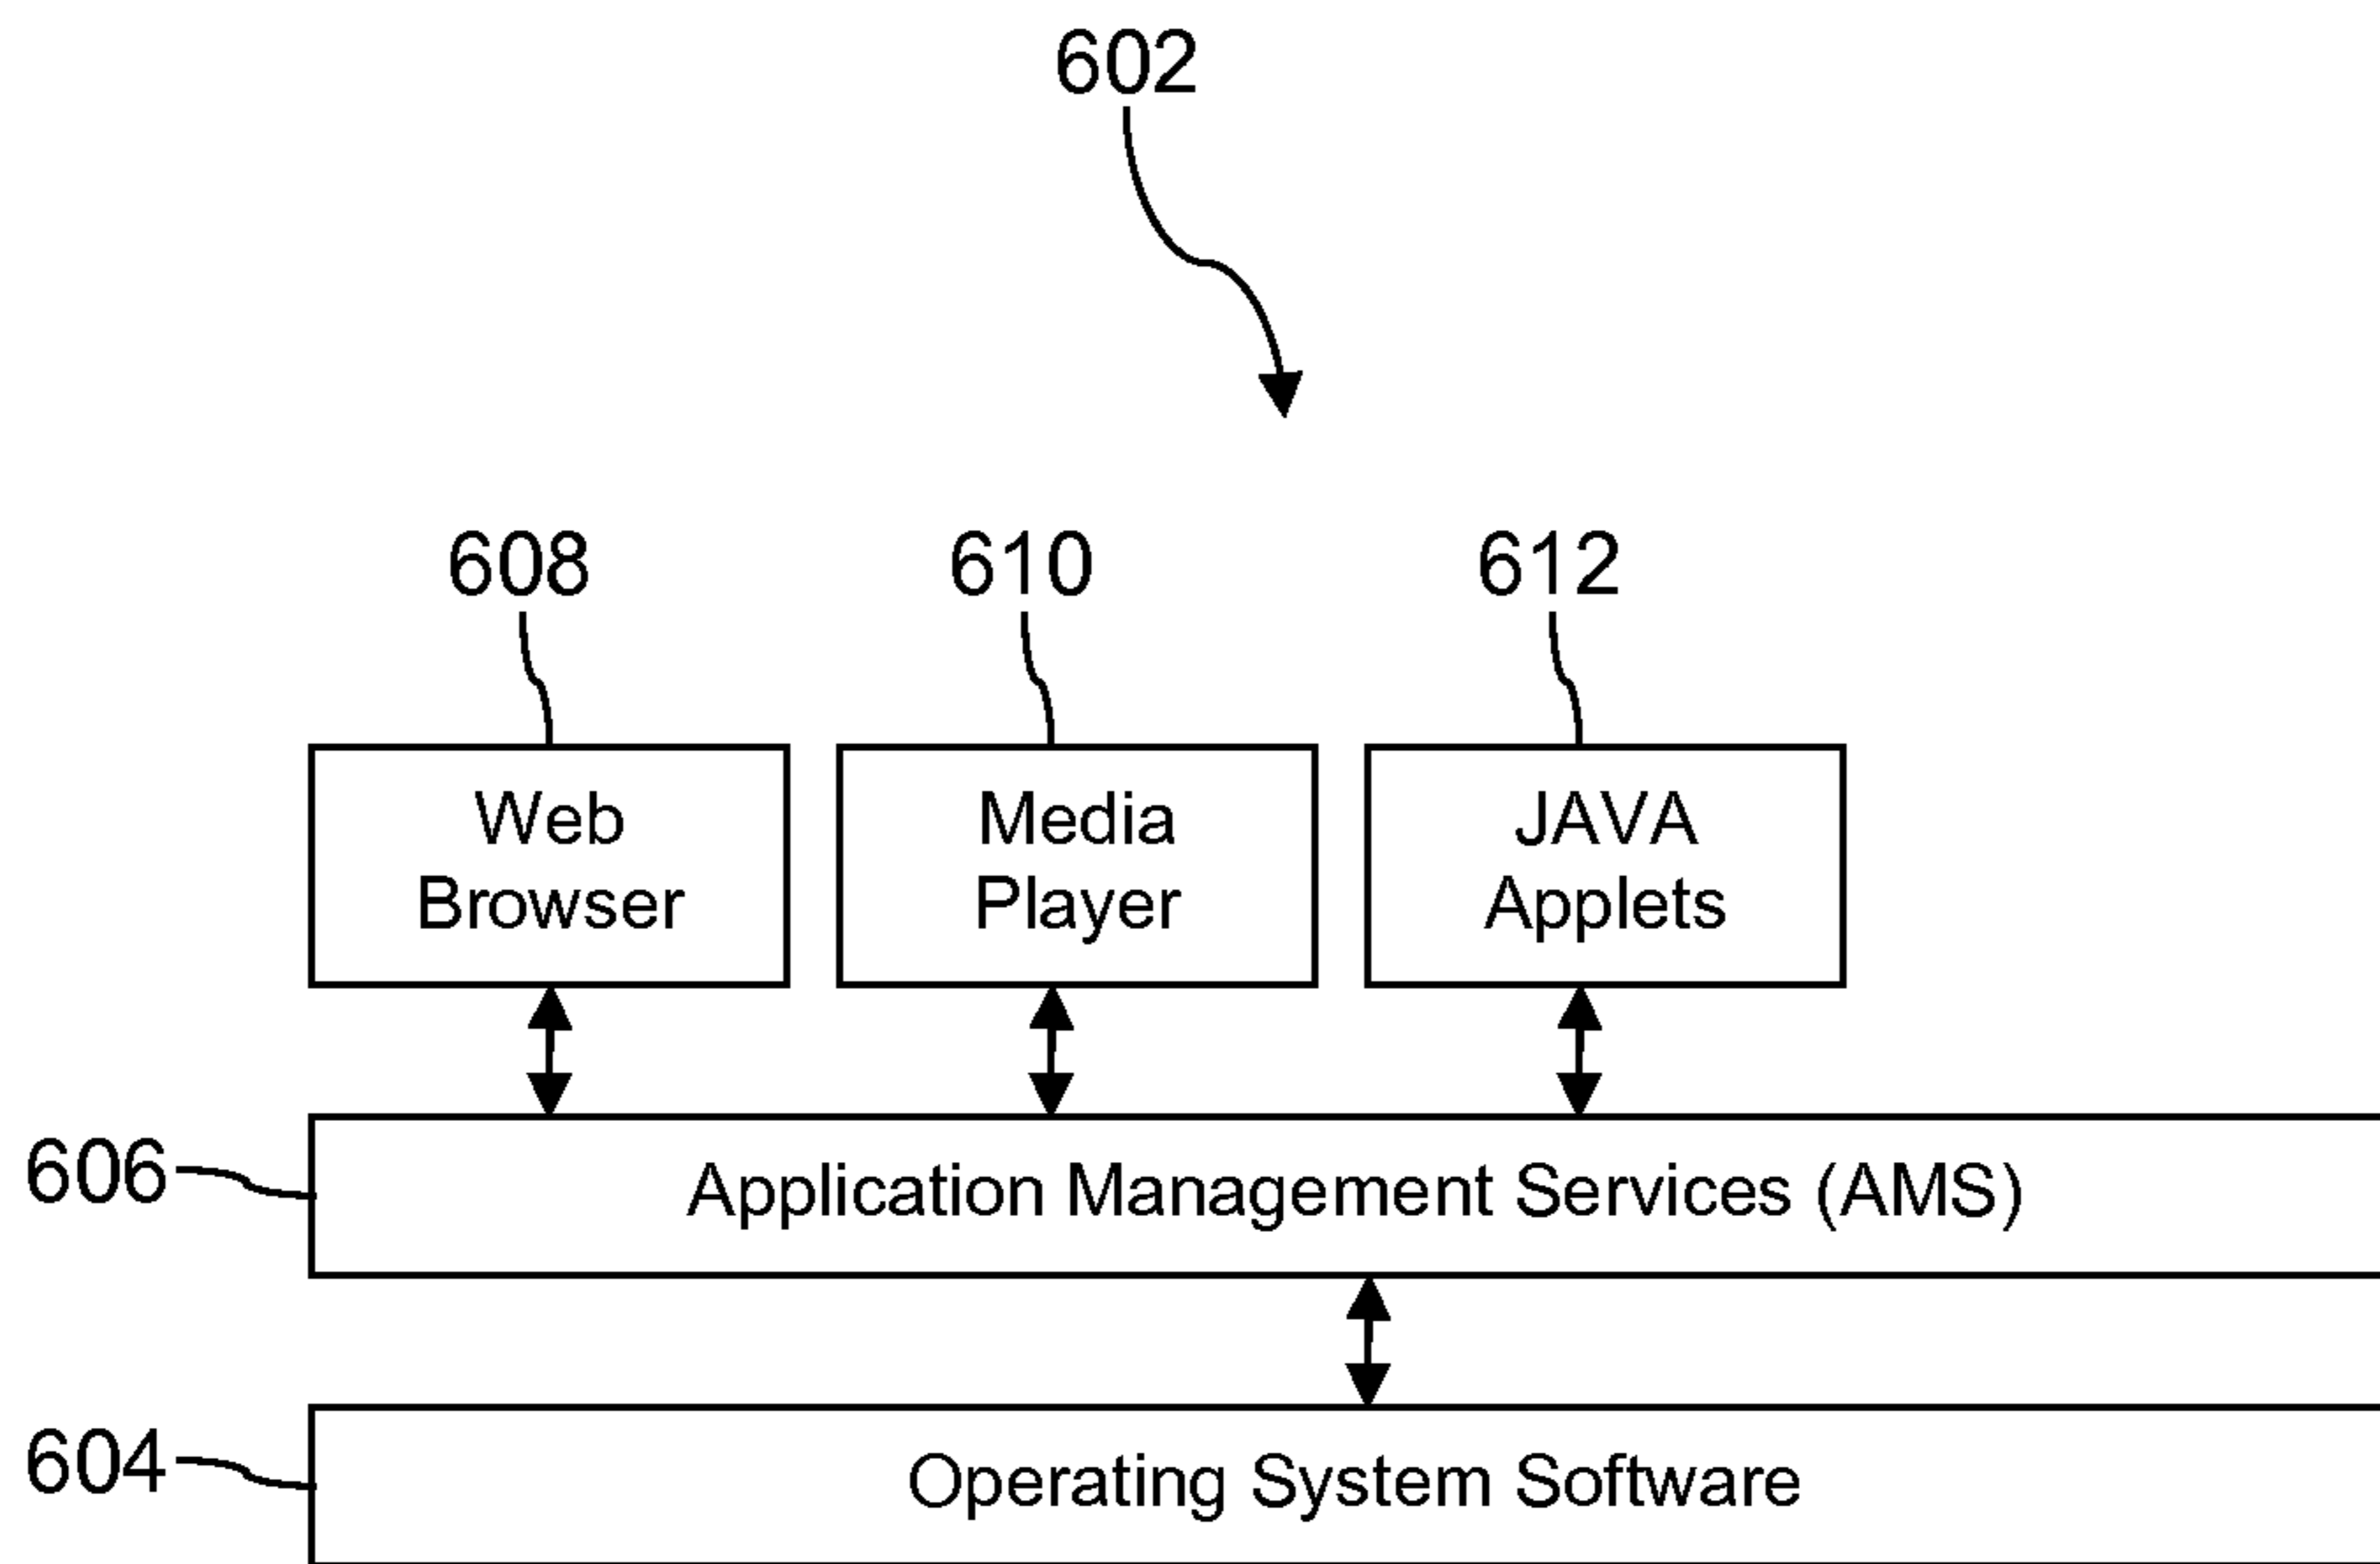 602
608
610
612
Web
Browser
Media
Player
JAVA
Applets
606
Application Management Services (AMS)
604
Operating System Software